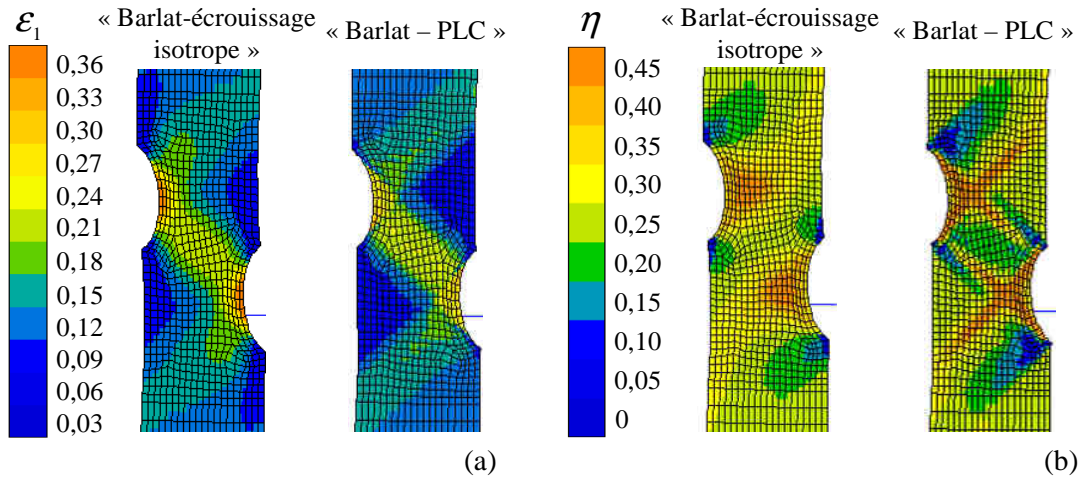 ε1
« Barlat-écrouissage
isotrope »
« Barlat – PLC »
0,36
0,33
0,30
0,27
0,24
0,21
0,18
0,15
0,12
0,09
0,06
0,03
(a)
η
« Barlat-écrouissage
isotrope »
« Barlat – PLC »
0,45
0,40
0,35
0,30
0,25
0,20
0,15
0,10
0,05
0
(b)